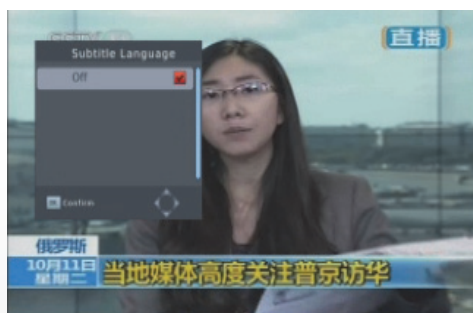 直播
Subtitle Language
Off
Confirm
俄罗斯
10月11日
星期二
当地媒体高度关注普京访华